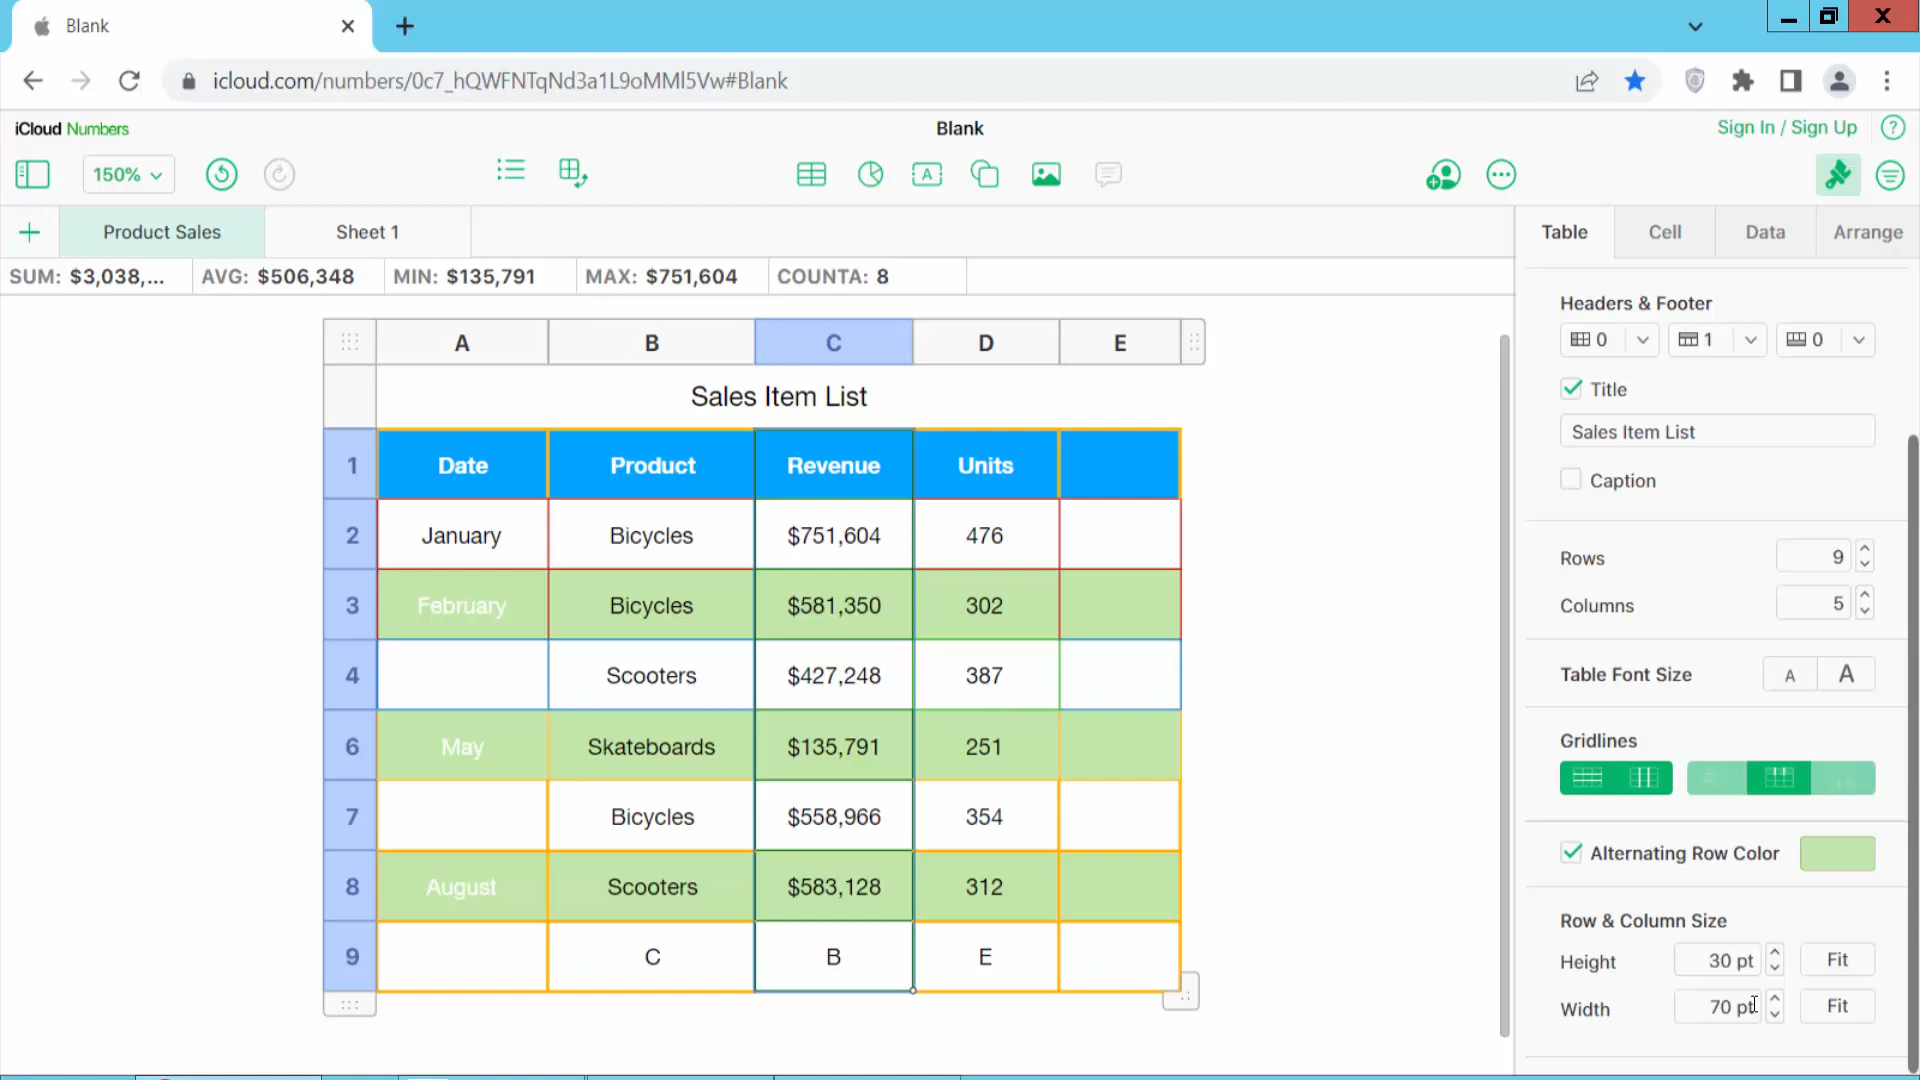 Blank
icloud.com/numbers/0c7_hQWFNTqNd3a1L9oMMl5Vw#Blank
iCloud Numbers
Blank
Sign In / Sign Up
150%
Product Sales
Sheet 1
Table
Cell
Data
Arrange
SUM: $3,038,...
AVG: $506,348
MIN: $135,791
MAX: $751,604
COUNTA: 8
A B C D E
Sales Item List
1 Date Product Revenue Units
2 January Bicycles $751,604 476
3 February Bicycles $581,350 302
4 Scooters $427,248 387
6 May Skateboards $135,791 251
7 Bicycles $558,966 354
8 August Scooters $583,128 312
9 C B E
Headers & Footer
0 1 0
Title
Sales Item List
Caption
Rows 9
Columns 5
Table Font Size A A
Gridlines
Alternating Row Color
Row & Column Size
Height 30 pt Fit
Width 70 pt Fit